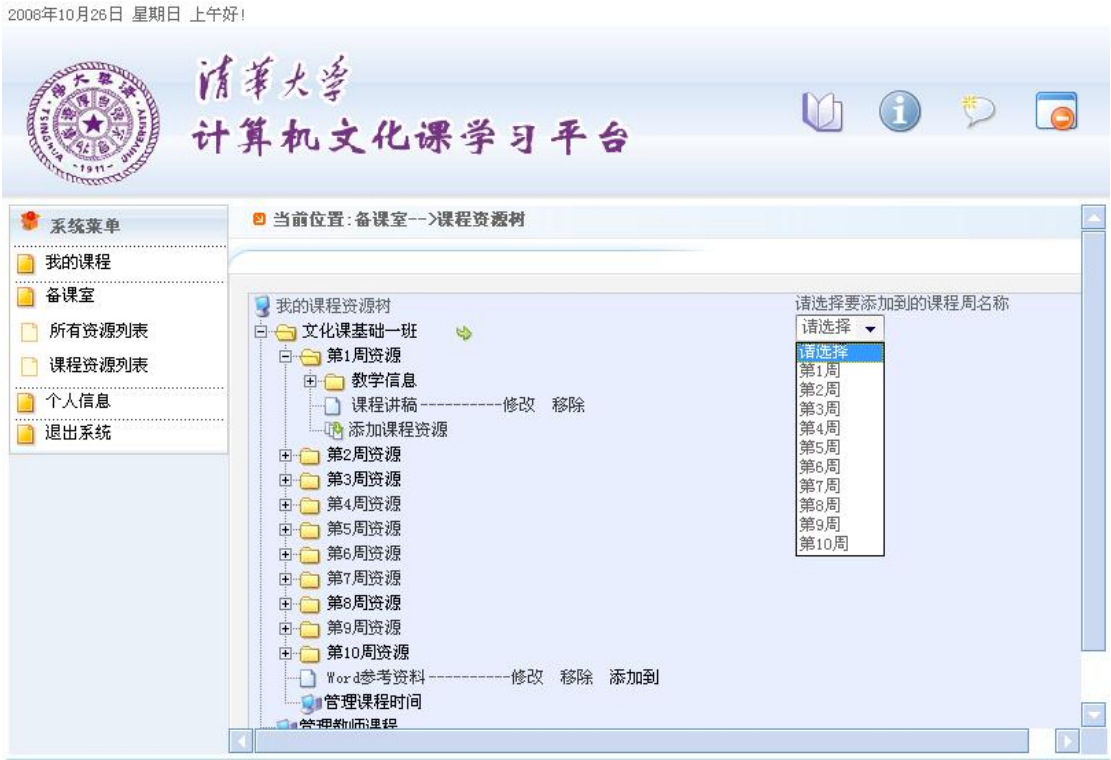 2008年10月26日 星期日 上午好!
清华大学
计算机文化课学习平台
TSINGHUA UNIVERSITY
-1911-
系统菜单
我的课程
备课室
所有资源列表
课程资源列表
个人信息
退出系统
当前位置:备课室-->课程资源树
我的课程资源树
文化课基础一班
第1周资源
教学信息
课程讲稿----------修改 移除
添加课程资源
第2周资源
第3周资源
第4周资源
第5周资源
第6周资源
第7周资源
第8周资源
第9周资源
第10周资源
Word参考资料----------修改 移除 添加到
管理课程时间
管理教师课程
请选择要添加到的课程周名称
请选择
请选择
第1周
第2周
第3周
第4周
第5周
第6周
第7周
第8周
第9周
第10周